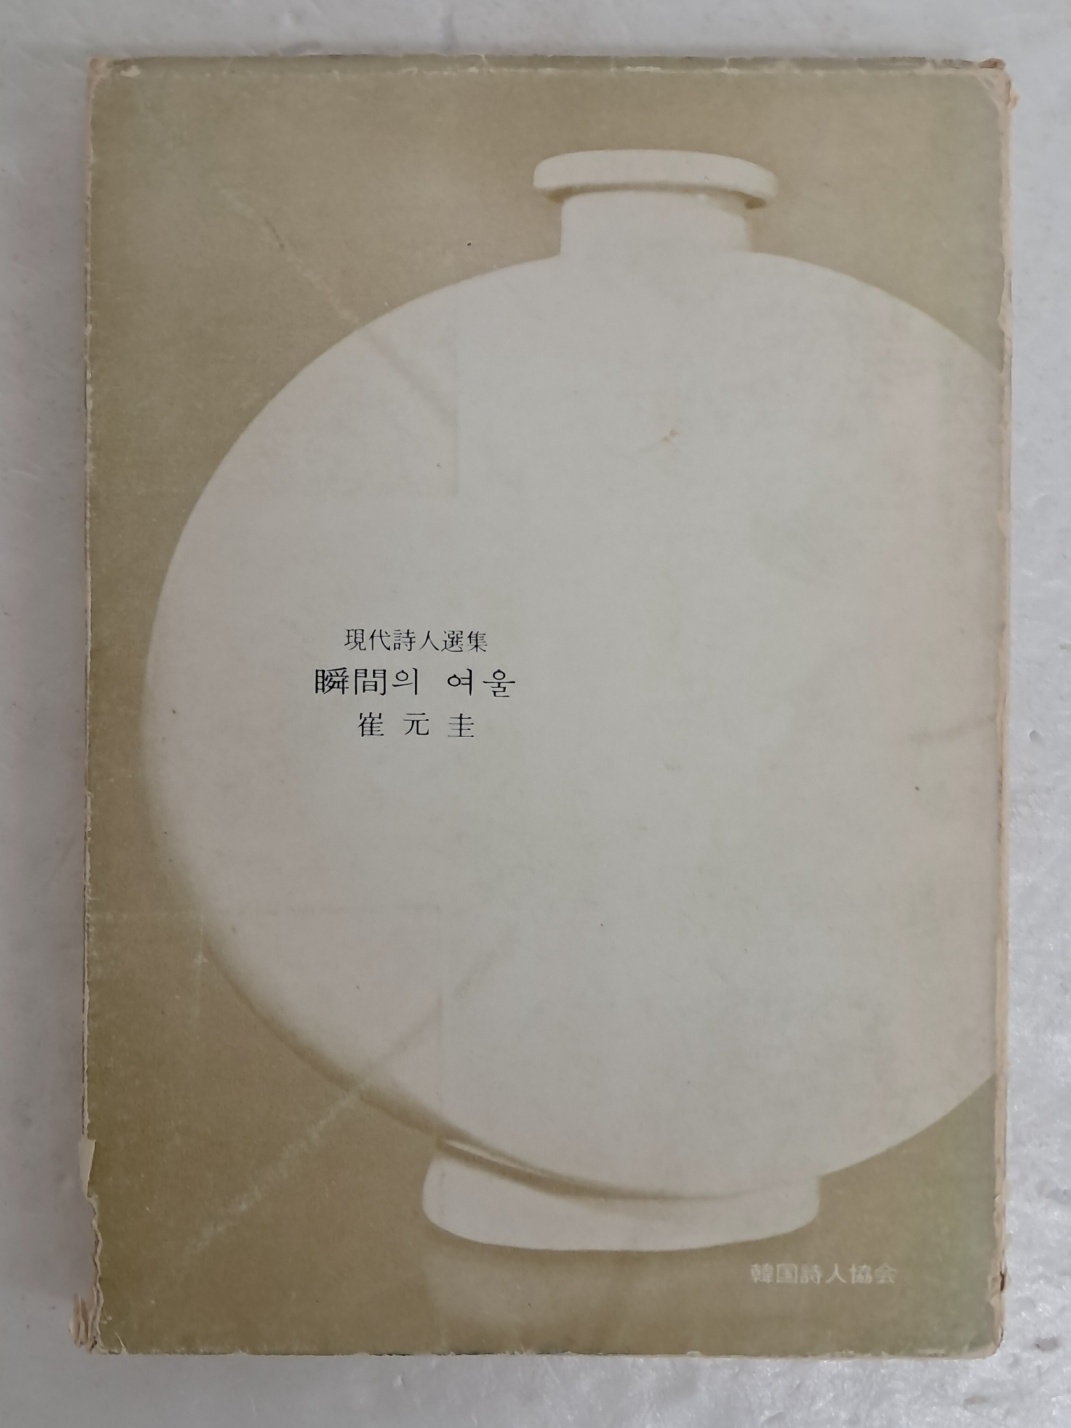 現代詩人選集
瞬間의 여울
崔元圭
韓国詩人協会